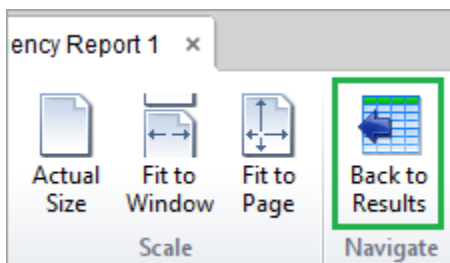 ency Report 1 ×
Actual
Size
Fit to
Window
Fit to
Page
Back to
Results
Scale
Navigate